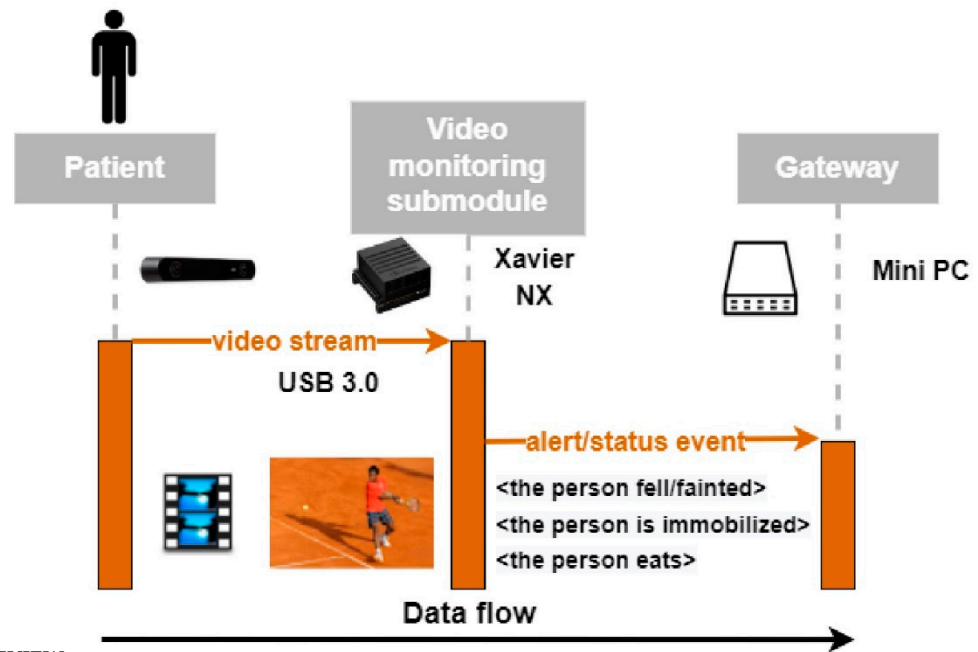 Patient
Video
monitoring
submodule
Gateway
Xavier
NX
Mini PC
video stream
USB 3.0
alert/status event
<the person fell/fainted>
<the person is immobilized>
<the person eats>
Data flow